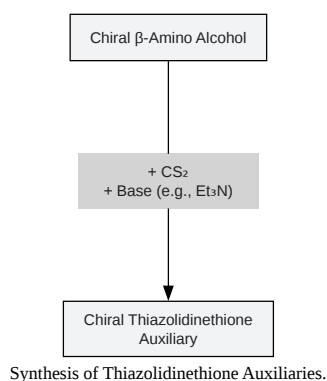 Chiral β-Amino Alcohol
+ CS₂
+ Base (e.g., Et₃N)
Chiral Thiazolidinethione
Auxiliary
Synthesis of Thiazolidinethione Auxiliaries.